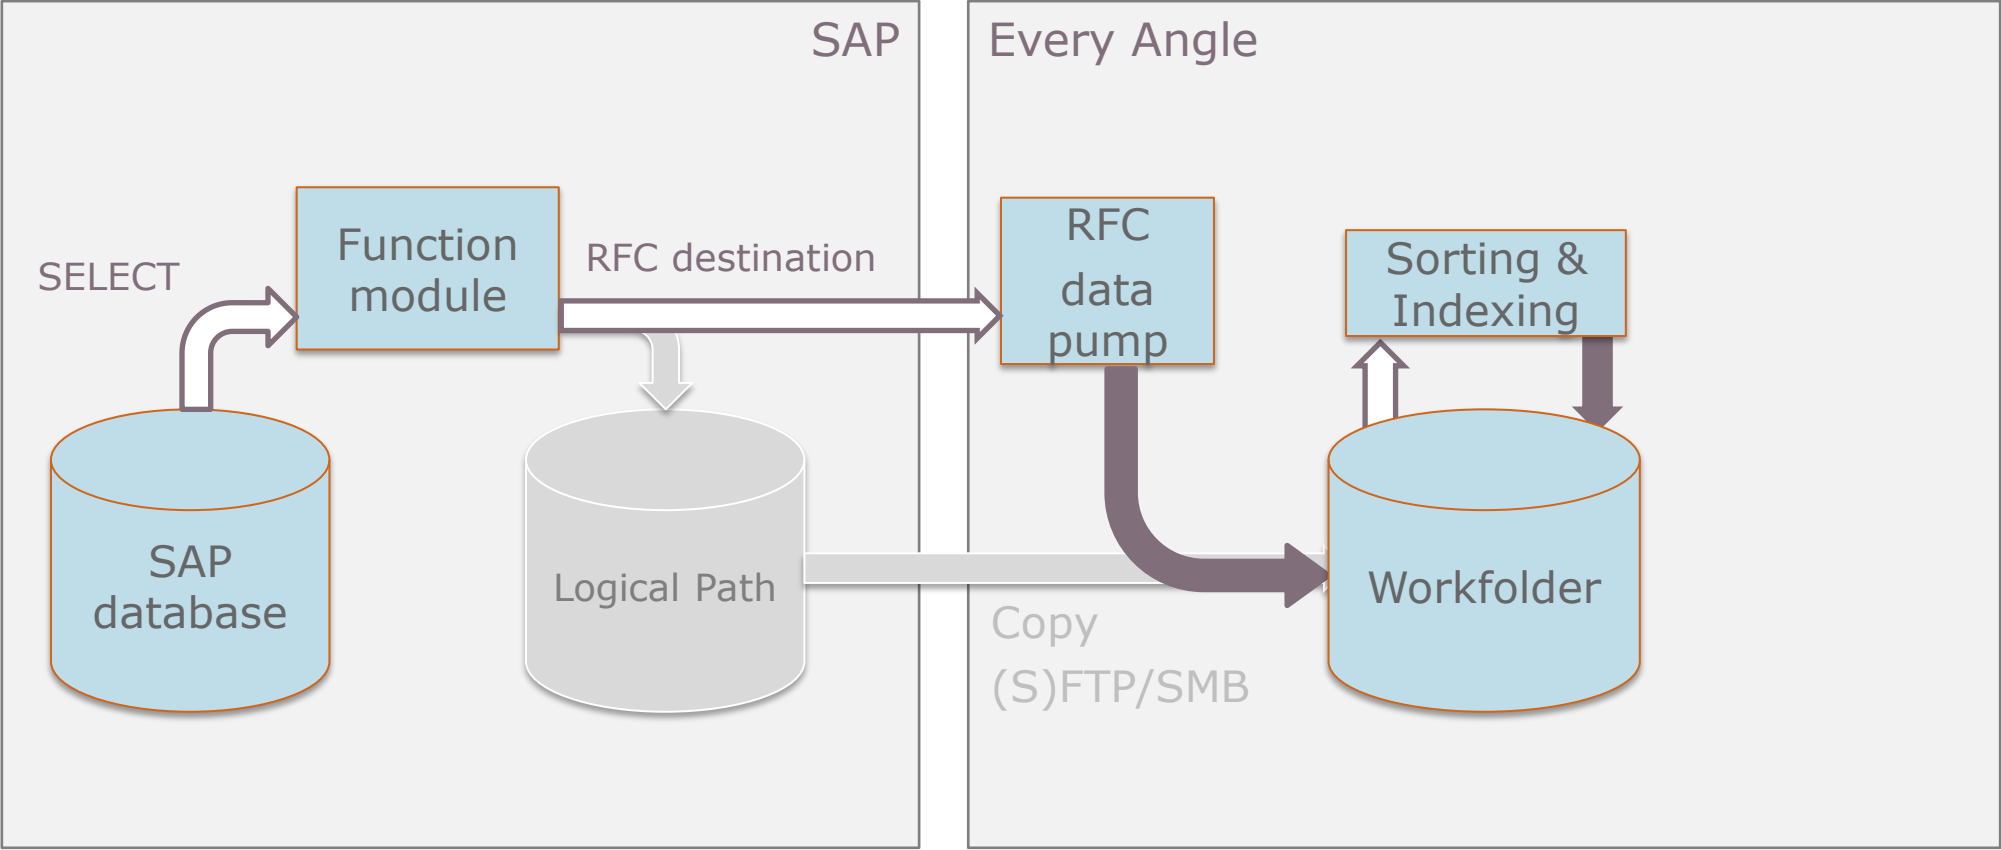 SAP
Every Angle
SELECT
Function
module
RFC destination
RFC
data
pump
Sorting &
Indexing
SAP
database
Logical Path
Copy
(S)FTP/SMB
Workfolder